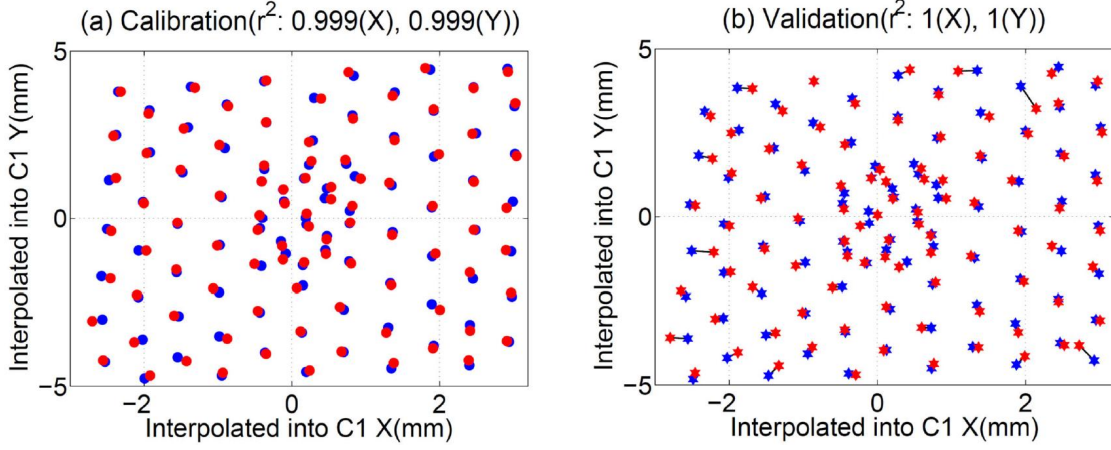 (a) Calibration(r²: 0.999(X), 0.999(Y))
5
0
−5
Interpolated into C1 Y(mm)
−2 0 2
Interpolated into C1 X(mm)
(b) Validation(r²: 1(X), 1(Y))
5
0
−5
Interpolated into C1 Y(mm)
−2 0 2
Interpolated into C1 X(mm)